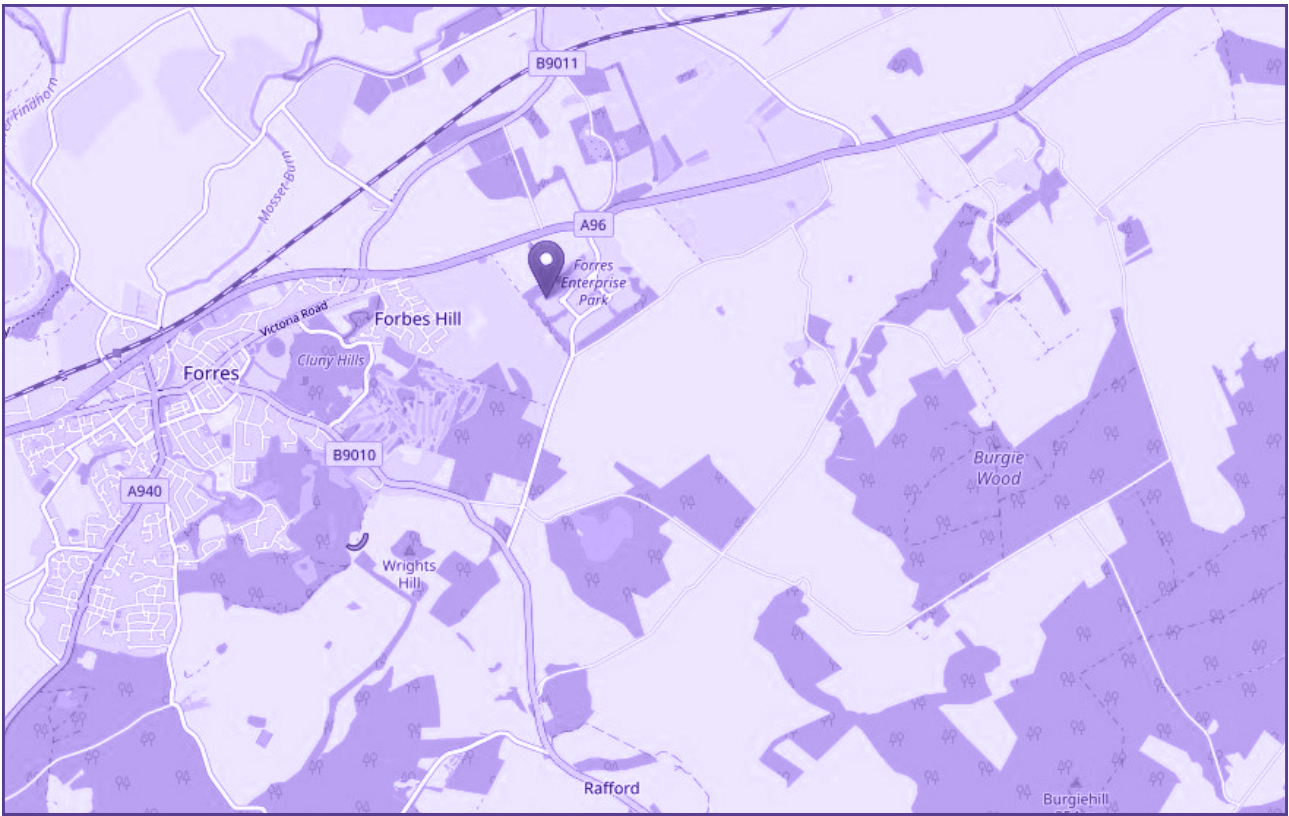 B9011
Findhorn
Mosset Burn
A96
Forres
Enterprise
Park
Victoria Road
Forbes Hill
Cluny Hills
Forres
B9010
Burgie
Wood
A940
Wrights
Hill
Rafford
Burgiehill